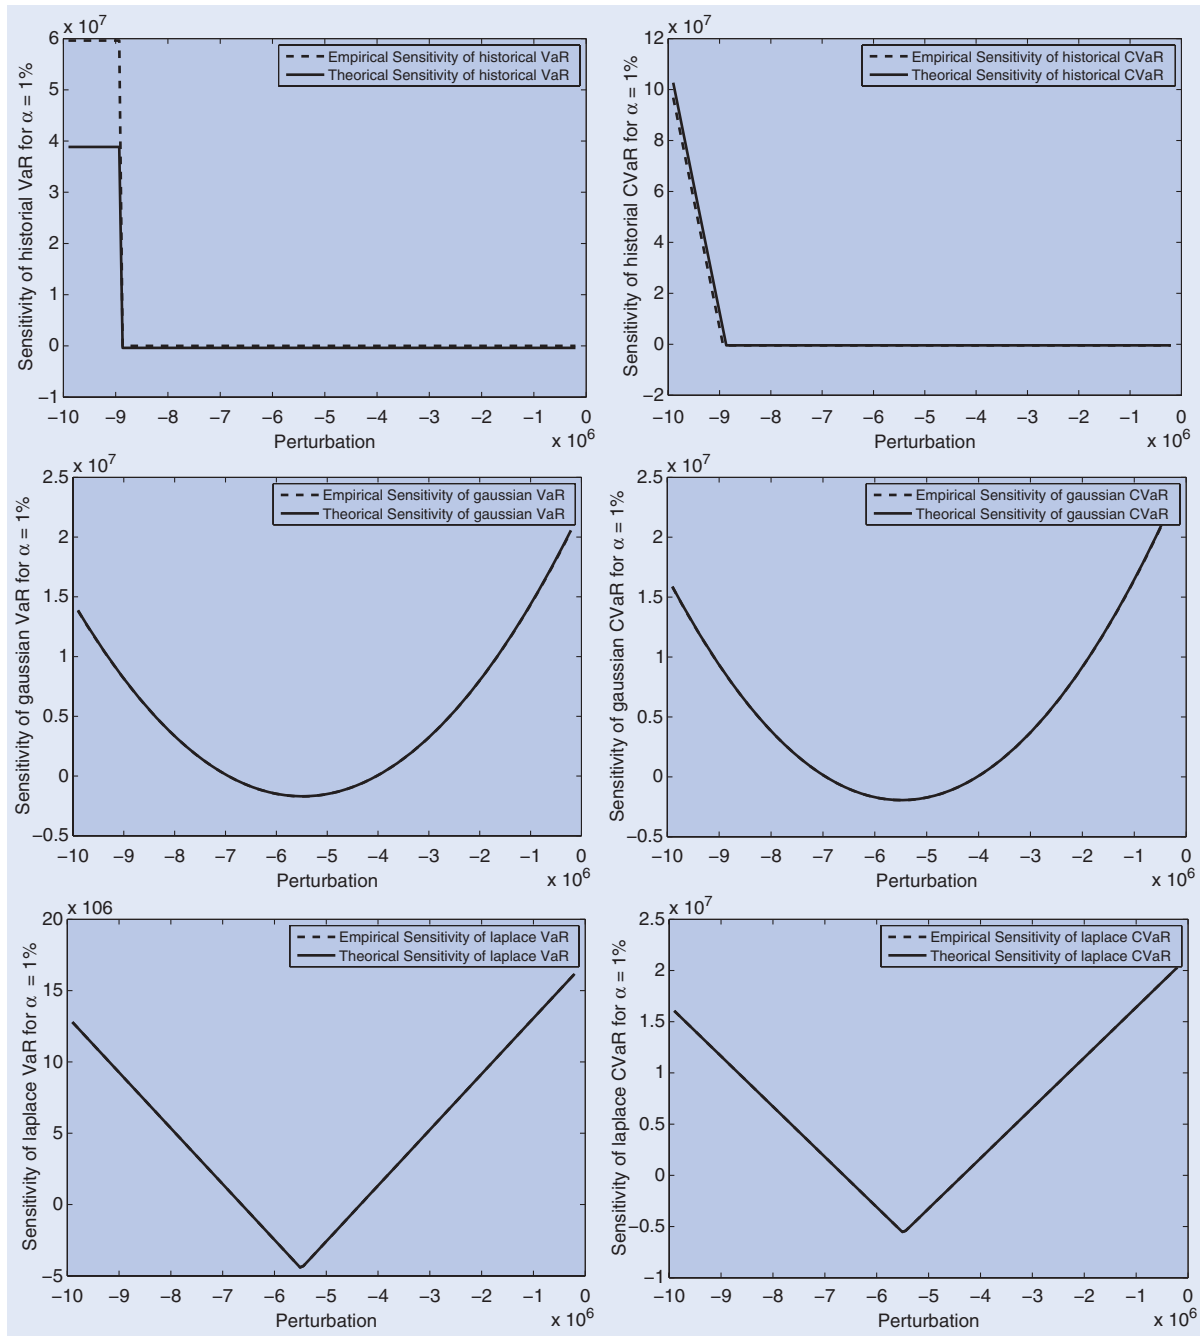 x 10^7
6
5
4
3
2
1
0
−1
Sensitivity of historial VaR for α = 1%
Empirical Sensitivity of historical VaR
Theorical Sensitivity of historical VaR
−10 −9 −8 −7 −6 −5 −4 −3 −2 −1 0
Perturbation
x 10^6
x 10^7
12
10
8
6
4
2
0
−2
Sensitivity of historial CVaR for α = 1%
Empirical Sensitivity of historical CVaR
Theorical Sensitivity of historical CVaR
−10 −9 −8 −7 −6 −5 −4 −3 −2 −1 0
Perturbation
x 10^6
x 10^7
2.5
2
1.5
1
0.5
0
−0.5
Sensitivity of gaussian VaR for α = 1%
Empirical Sensitivity of gaussian VaR
Theorical Sensitivity of gaussian VaR
−10 −9 −8 −7 −6 −5 −4 −3 −2 −1 0
Perturbation
x 10^6
x 10^7
2.5
2
1.5
1
0.5
0
−0.5
Sensitivity of gaussian CVaR for α = 1%
Empirical Sensitivity of gaussian CVaR
Theorical Sensitivity of gaussian CVaR
−10 −9 −8 −7 −6 −5 −4 −3 −2 −1 0
Perturbation
x 10^6
x 106
20
15
10
5
0
−5
Sensitivity of laplace VaR for α = 1%
Empirical Sensitivity of laplace VaR
Theorical Sensitivity of laplace VaR
−10 −9 −8 −7 −6 −5 −4 −3 −2 −1 0
Perturbation
x 10^6
x 10^7
2.5
2
1.5
1
0.5
0
−0.5
−1
Sensitivity of laplace CVaR for α = 1%
Empirical Sensitivity of laplace CVaR
Theorical Sensitivity of laplace CVaR
−10 −9 −8 −7 −6 −5 −4 −3 −2 −1 0
Perturbation
x 10^6